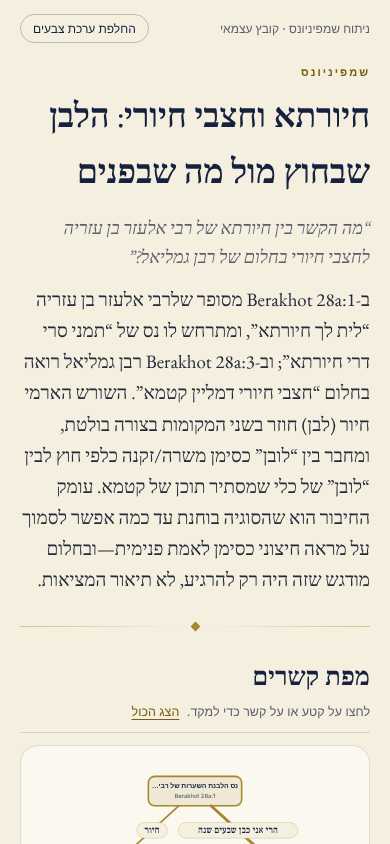 ניתוח שמפיניונס · קובץ עצמאי
החלפת ערכת צבעים
שמפיניונס
חיורתא וחצבי חיורי: הלבן
שבחוץ מול מה שבפנים
“מה הקשר בין חיורתא של רבי אלעזר בן עזריה
לחצבי חיורי בחלום של רבן גמליאל?”
ב-Berakhot 28a:1 מסופר שלרבי אלעזר בן עזריה
“לית לך חיורתא”, ומתרחש לו נס של “תמני סרי
דרי חיורתא”; וב-Berakhot 28a:3 רבן גמליאל רואה
בחלום “חצבי חיורי דמליין קטמא”. השורש הארמי
חיור (לבן) חוזר בשני המקומות בצורה בולטת,
ומחבר בין “לובן” כסימן משרה/זקנה כלפי חוץ לבין
“לובן” של כלי שמסתיר תוכן של קטמא. עומק
החיבור הוא שהסוגיה בוחנת עד כמה אפשר לסמוך
על מראה חיצוני כסימן לאמת פנימית—ובחלום
מודגש שזה היה רק להרגיע, לא תיאור המציאות.
מפת קשרים
לחצו על קטע או על קשר כדי למקד. הצג הכול
נס הלבנת השערות של רבי...
Berakhot 28a:1
הרי אני כבן שבעים שנה
חיור